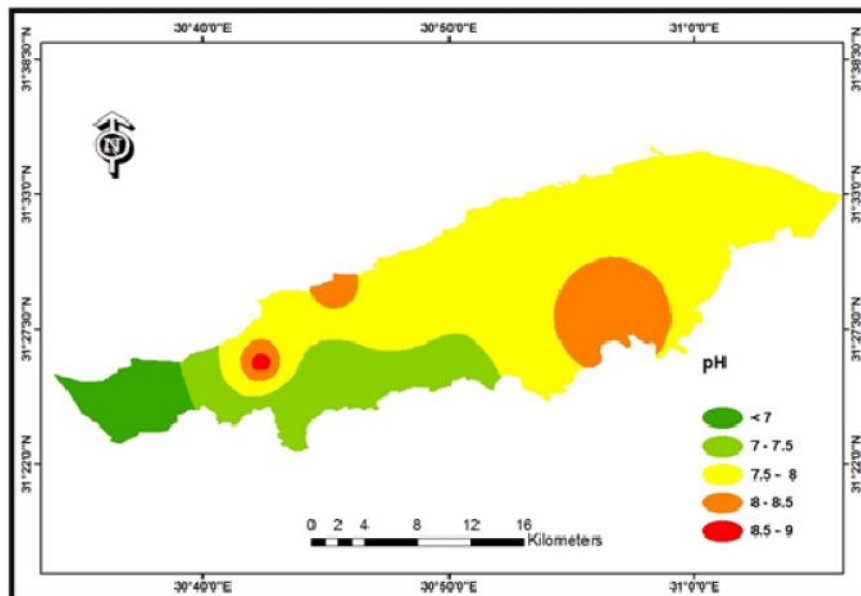 30°40'0"E 30°50'0"E 31°0'0"E
31°38'30"N 31°38'30"N
N
31°33'0"N 31°33'0"N
31°27'30"N 31°27'30"N
pH
< 7
7 - 7.5
31°22'0"N 7.5 - 8 31°22'0"N
8 - 8.5
0 2 4 8 12 16
Kilometers 8.5 - 9
30°40'0"E 30°50'0"E 31°0'0"E